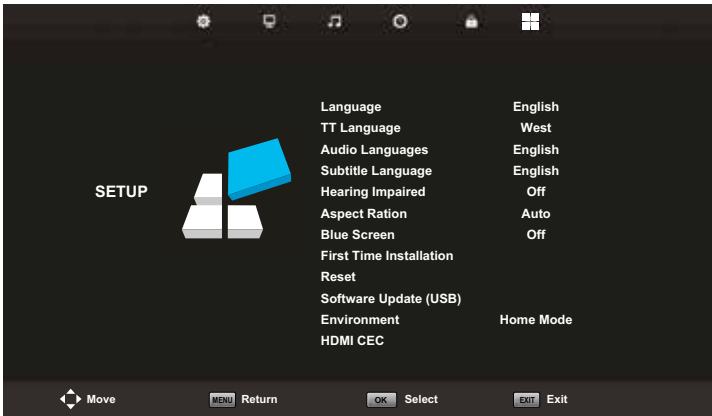 Language English
TT Language West
Audio Languages English
Subtitle Language English
SETUP
Hearing Impaired Off
Aspect Ration Auto
Blue Screen Off
First Time Installation
Reset
Software Update (USB)
Environment Home Mode
HDMI CEC
Move MENU Return OK Select EXIT Exit